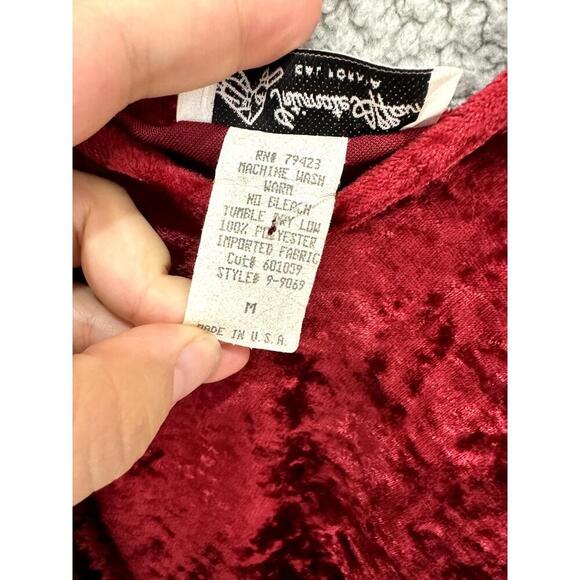 CALIFORNIA
RN# 79423
MACHINE WASH
WARM
NO BLEACH
TUMBLE DRY LOW
100% POLYESTER
IMPORTED FABRIC
Cut# 601059
STYLE# 9-9069
M
MADE IN U.S.A.